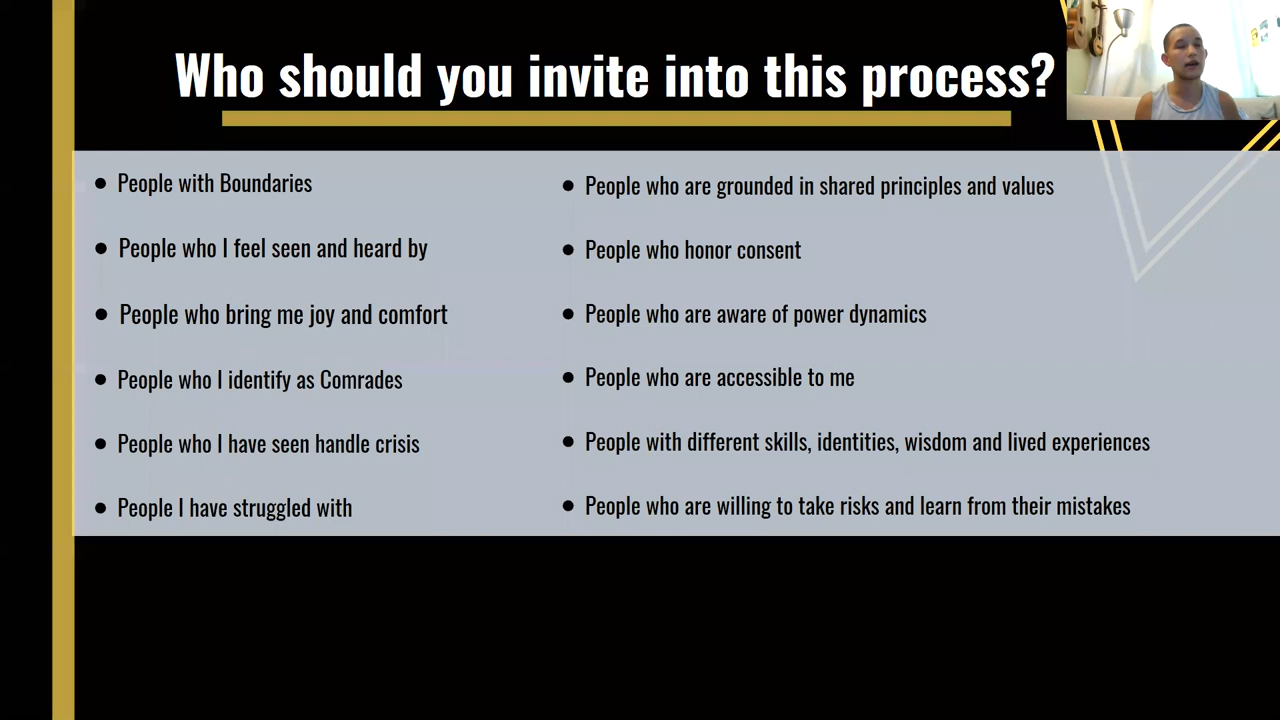 Who should you invite into this process?
People with Boundaries
People who I feel seen and heard by
People who bring me joy and comfort
People who I identify as Comrades
People who I have seen handle crisis
People I have struggled with
People who are grounded in shared principles and values
People who honor consent
People who are aware of power dynamics
People who are accessible to me
People with different skills, identities, wisdom and lived experiences
People who are willing to take risks and learn from their mistakes